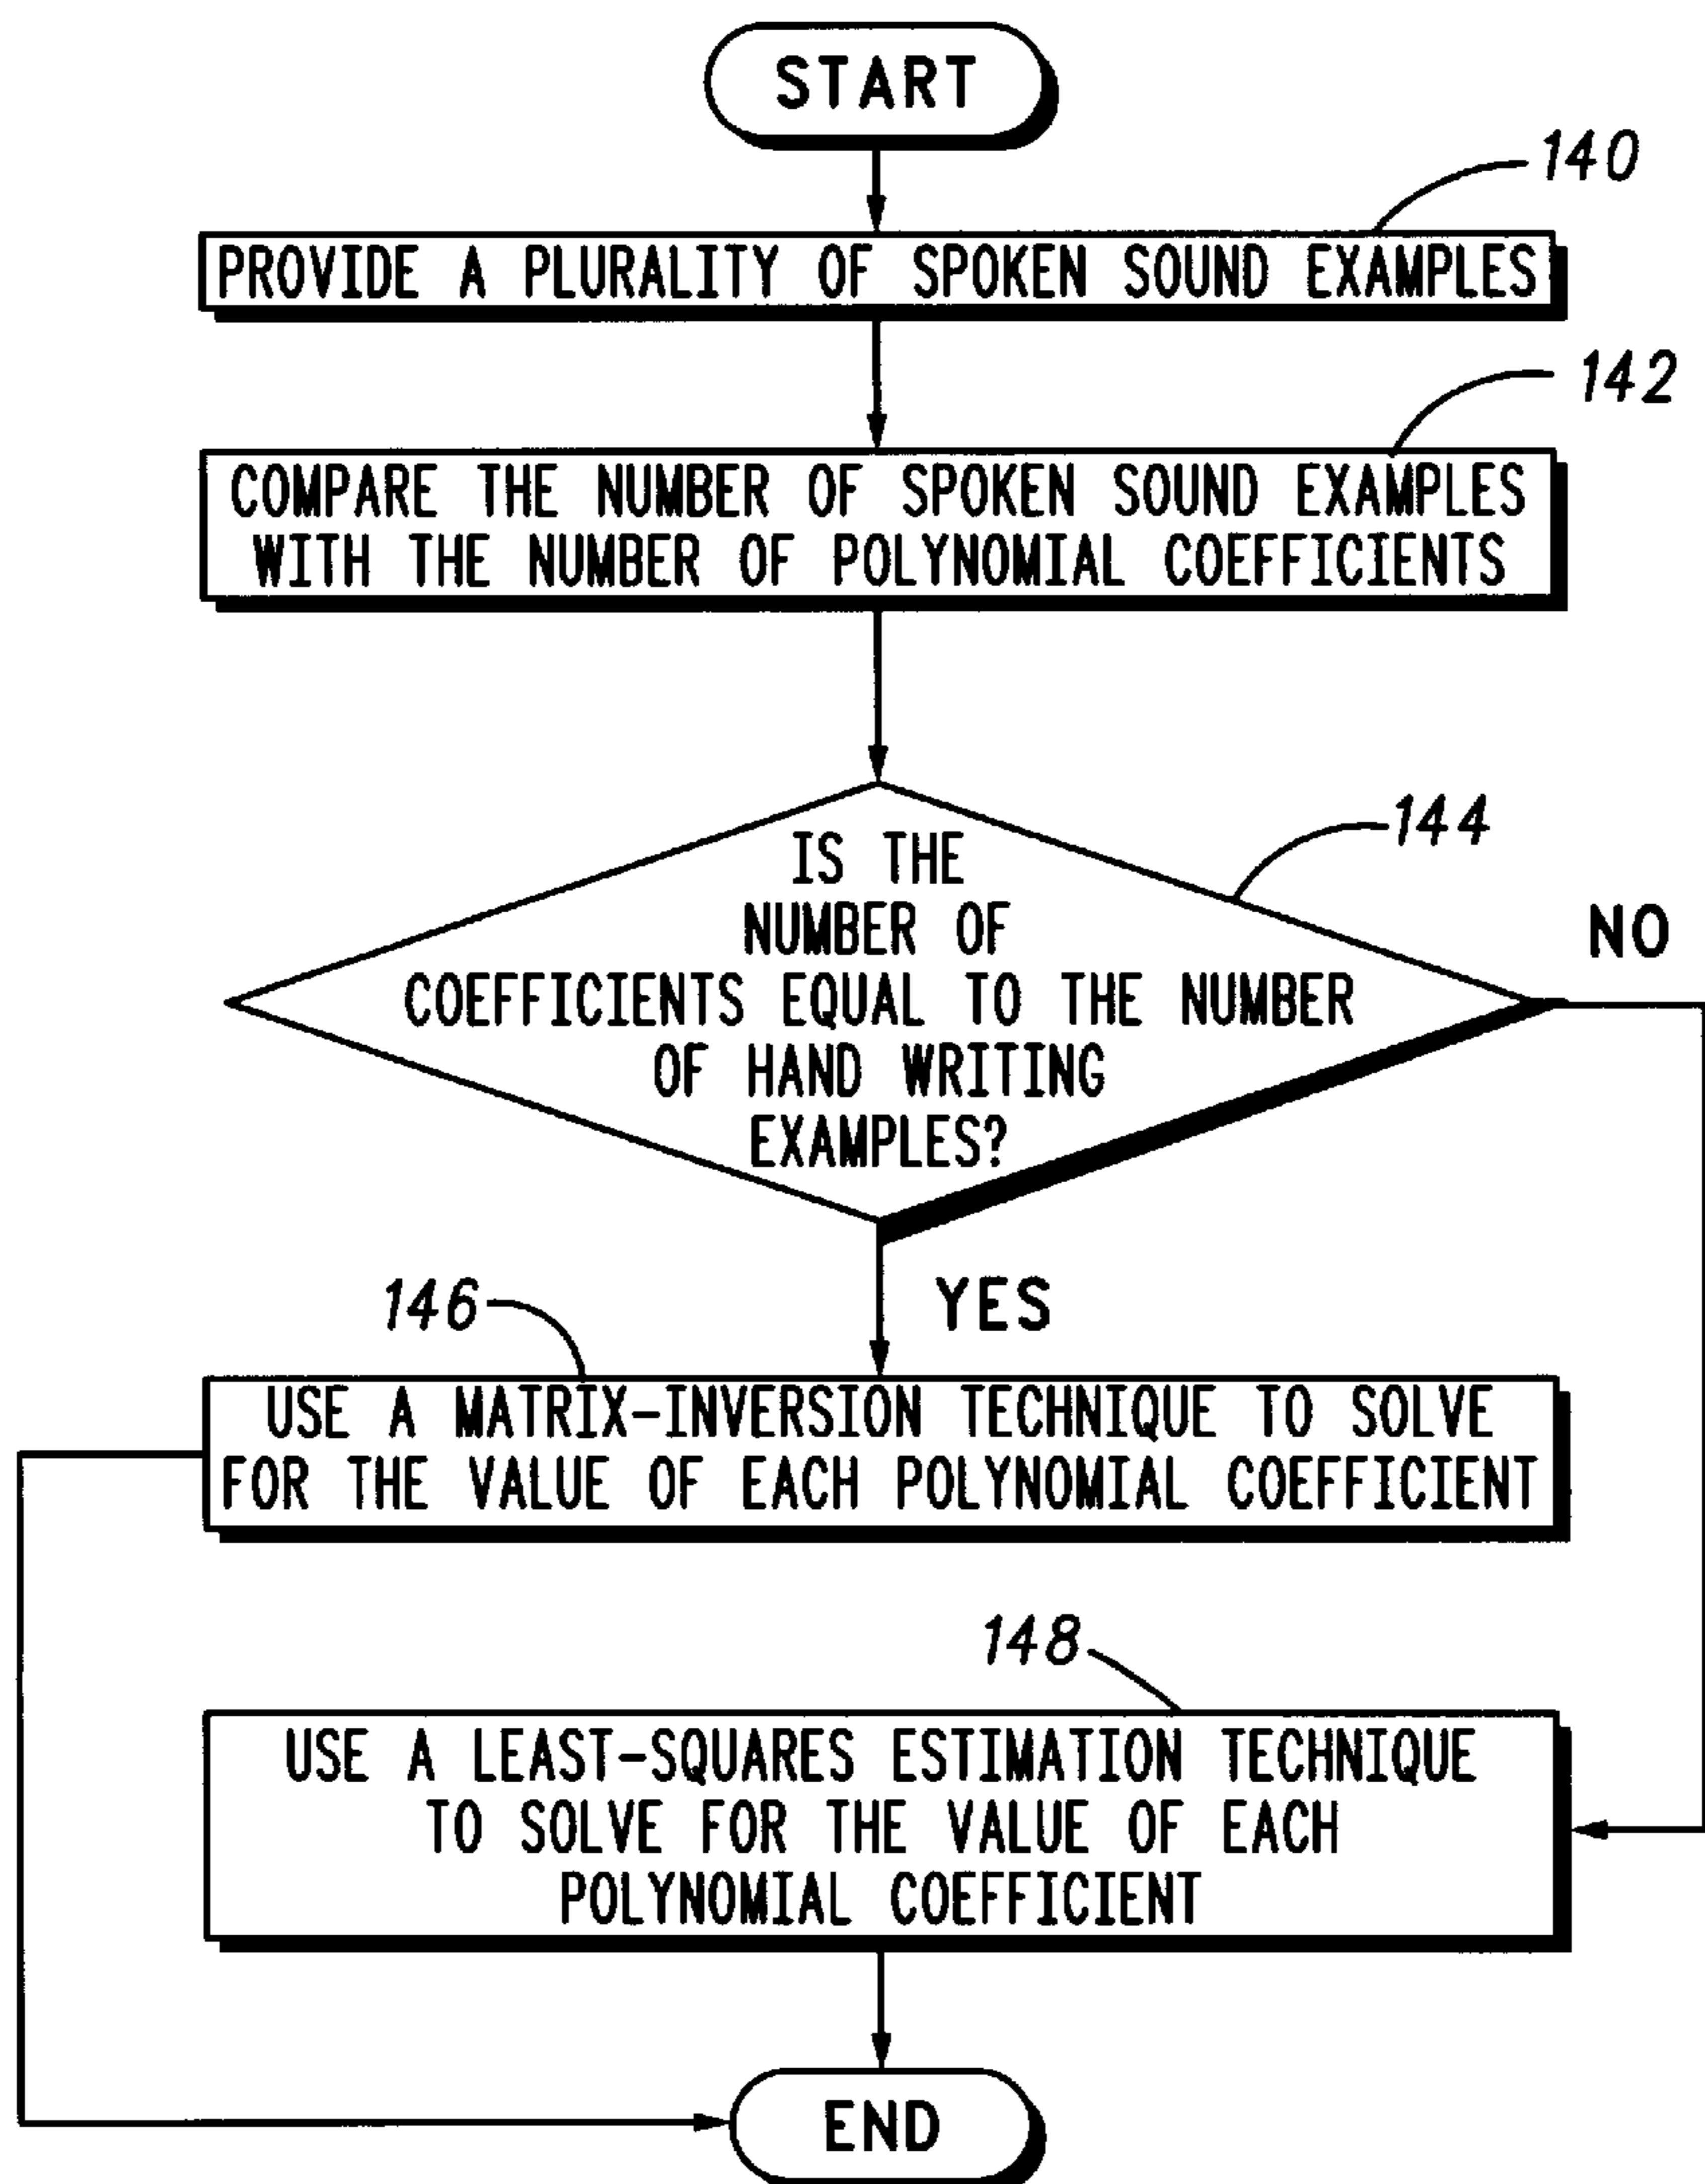 START
140
PROVIDE A PLURALITY OF SPOKEN SOUND EXAMPLES
142
COMPARE THE NUMBER OF SPOKEN SOUND EXAMPLES
WITH THE NUMBER OF POLYNOMIAL COEFFICIENTS
144
IS THE
NUMBER OF
COEFFICIENTS EQUAL TO THE NUMBER
OF HAND WRITING
EXAMPLES?
NO
YES
146
USE A MATRIX-INVERSION TECHNIQUE TO SOLVE
FOR THE VALUE OF EACH POLYNOMIAL COEFFICIENT
148
USE A LEAST-SQUARES ESTIMATION TECHNIQUE
TO SOLVE FOR THE VALUE OF EACH
POLYNOMIAL COEFFICIENT
END